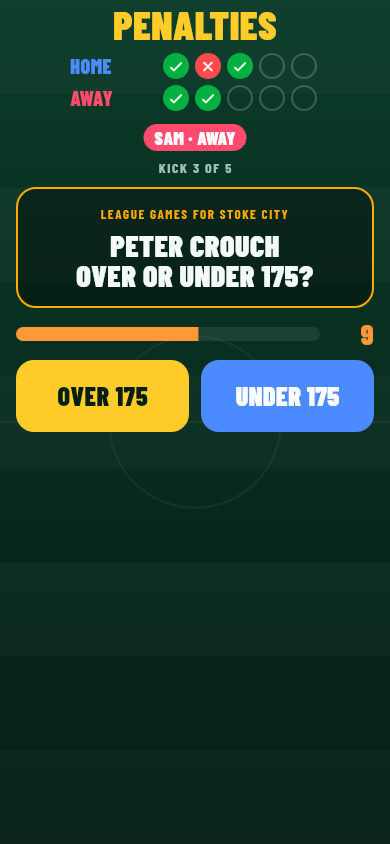 PENALTIES
HOME
AWAY
SAM · AWAY
KICK 3 OF 5
LEAGUE GAMES FOR STOKE CITY
PETER CROUCH
OVER OR UNDER 175?
9
OVER 175
UNDER 175